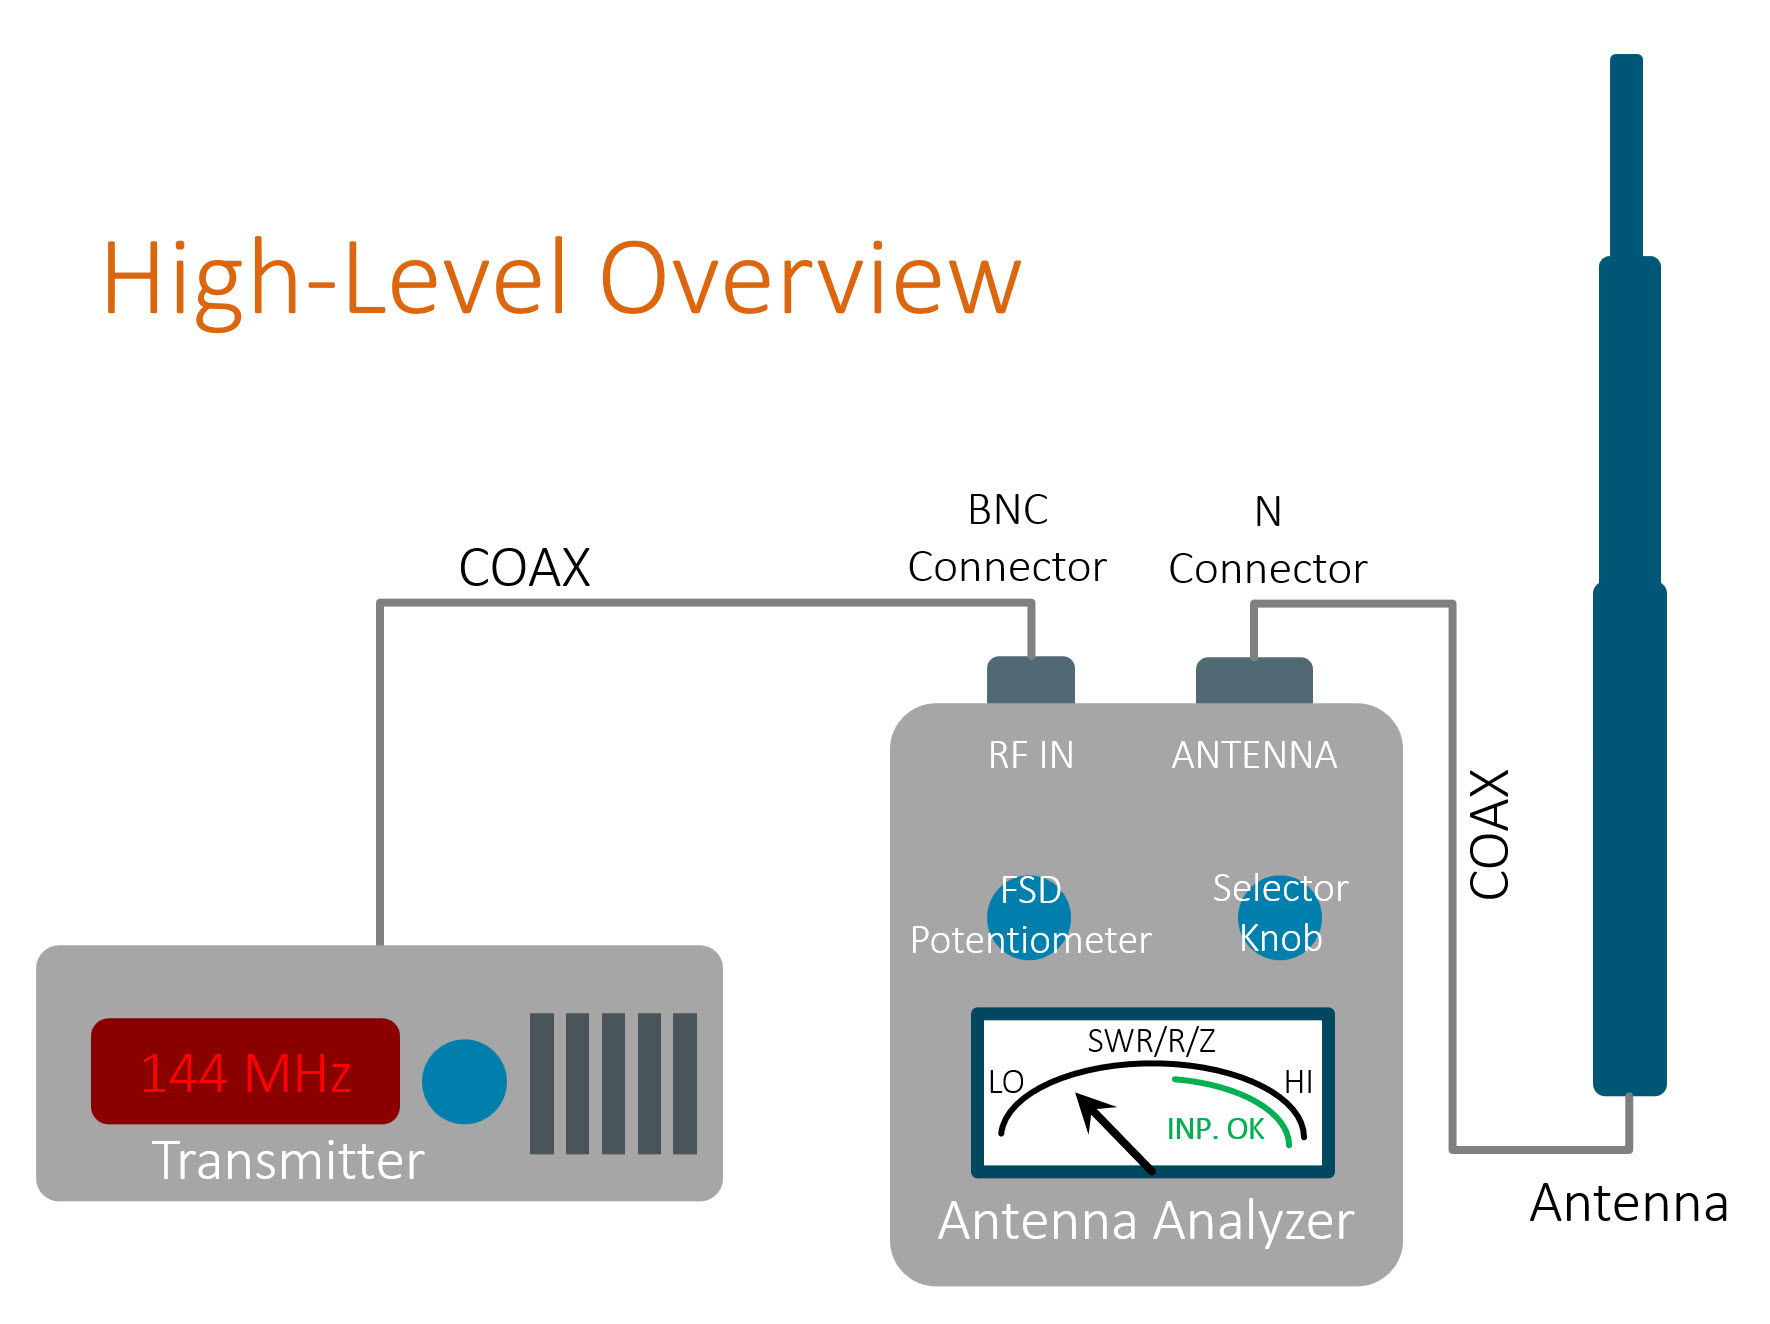 High-Level Overview
BNC
Connector
N
Connector
COAX
RF IN
ANTENNA
COAX
FSD
Potentiometer
Selector
Knob
144 MHz
Transmitter
SWR/R/Z
LO
HI
INP. OK
Antenna Analyzer
Antenna